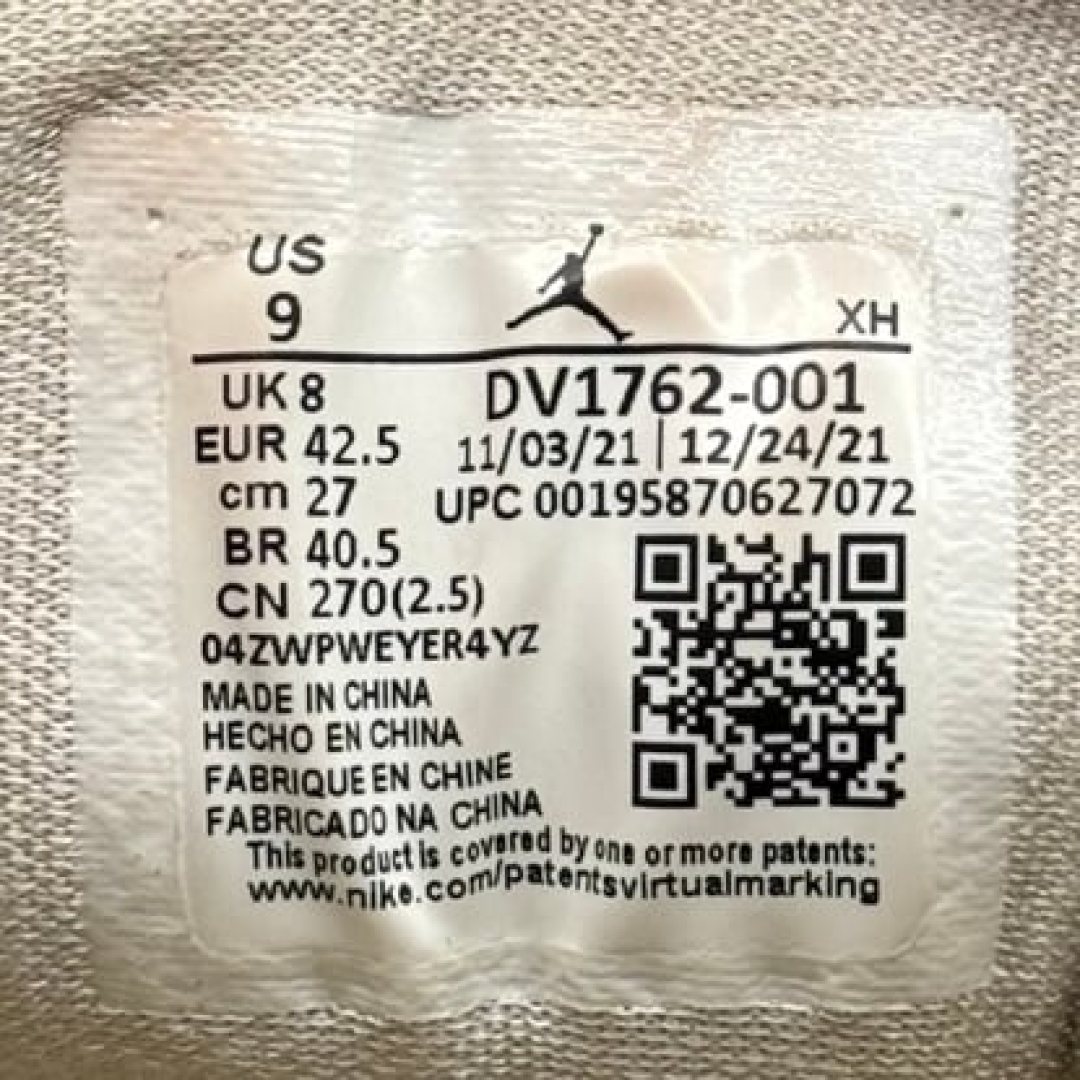 US
9
XH
UK 8
DV1762-001
EUR 42.5
11/03/21 | 12/24/21
cm 27
UPC 00195870627072
BR 40.5
CN 270(2.5)
04ZWPWEYER4YZ
MADE IN CHINA
HECHO EN CHINA
FABRIQUE EN CHINE
FABRICADO NA CHINA
This product is covered by one or more patents:
www.nike.com/patentsvirtualmarking